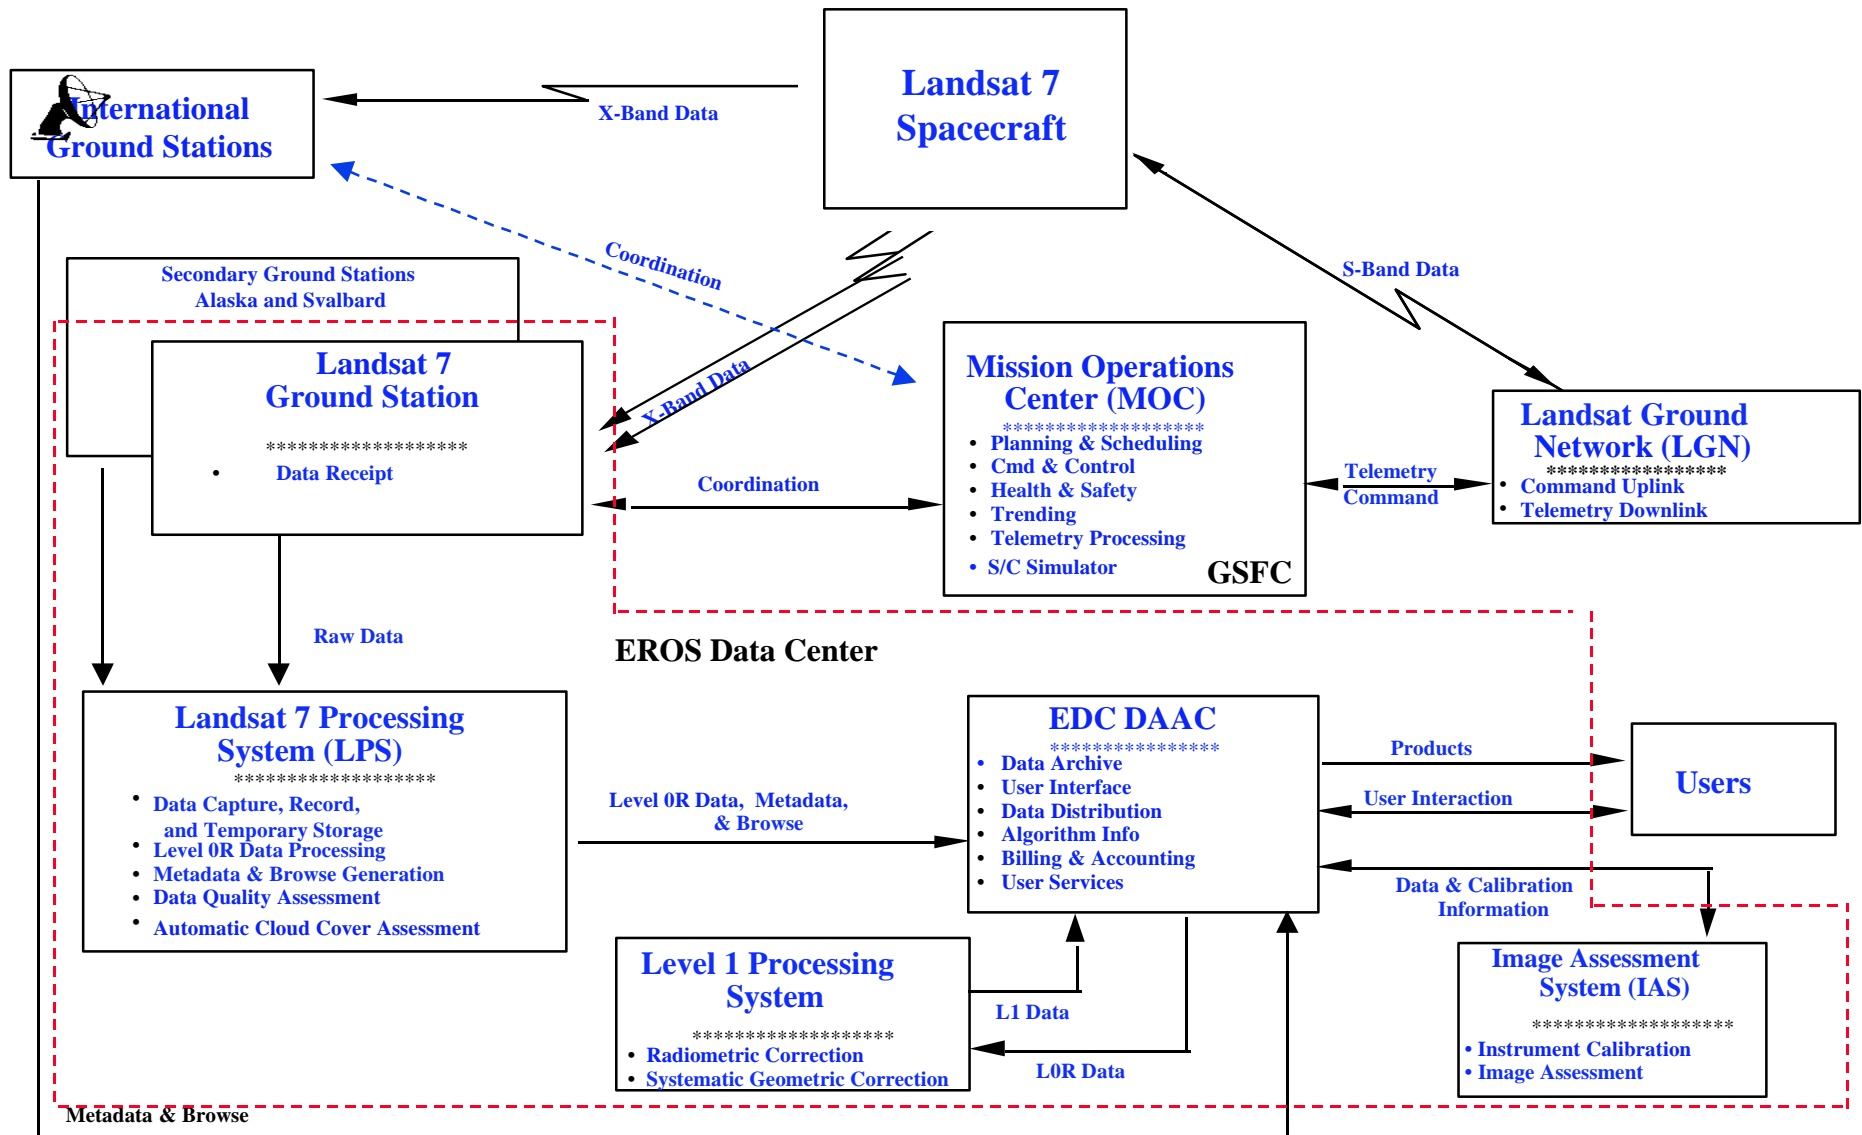 Landsat 7
Spacecraft
International
Ground Stations
X-Band Data
Coordination
S-Band Data
Secondary Ground Stations
Alaska and Svalbard
Landsat 7
Ground Station
*******************
• Data Receipt
X-Band Data
Coordination
Mission Operations
Center (MOC)
*******************
• Planning & Scheduling
• Cmd & Control
• Health & Safety
• Trending
• Telemetry Processing
• S/C Simulator
GSFC
Telemetry
Command
Landsat Ground
Network (LGN)
*****************
• Command Uplink
• Telemetry Downlink
Raw Data
EROS Data Center
Landsat 7 Processing
System (LPS)
*******************
• Data Capture, Record,
and Temporary Storage
• Level 0R Data Processing
• Metadata & Browse Generation
• Data Quality Assessment
• Automatic Cloud Cover Assessment
Level 0R Data, Metadata,
& Browse
EDC DAAC
****************
• Data Archive
• User Interface
• Data Distribution
• Algorithm Info
• Billing & Accounting
• User Services
Products
User Interaction
Users
Data & Calibration
Information
Level 1 Processing
System
*******************
• Radiometric Correction
• Systematic Geometric Correction
L1 Data
L0R Data
Image Assessment
System (IAS)
*******************
• Instrument Calibration
• Image Assessment
Metadata & Browse